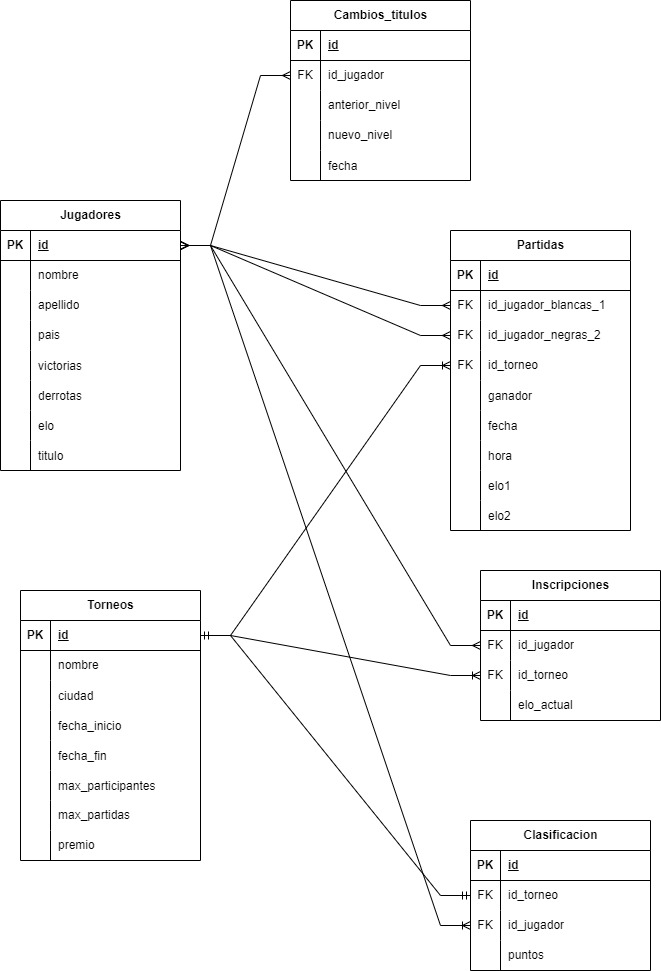 Cambios_titulos
PK id
FK id_jugador
anterior_nivel
nuevo_nivel
fecha
Jugadores
PK id
nombre
apellido
pais
victorias
derrotas
elo
titulo
Partidas
PK id
FK id_jugador_blancas_1
FK id_jugador_negras_2
FK id_torneo
ganador
fecha
hora
elo1
elo2
Torneos
PK id
nombre
ciudad
fecha_inicio
fecha_fin
max_participantes
max_partidas
premio
Inscripciones
PK id
FK id_jugador
FK id_torneo
elo_actual
Clasificacion
PK id
FK id_torneo
FK id_jugador
puntos